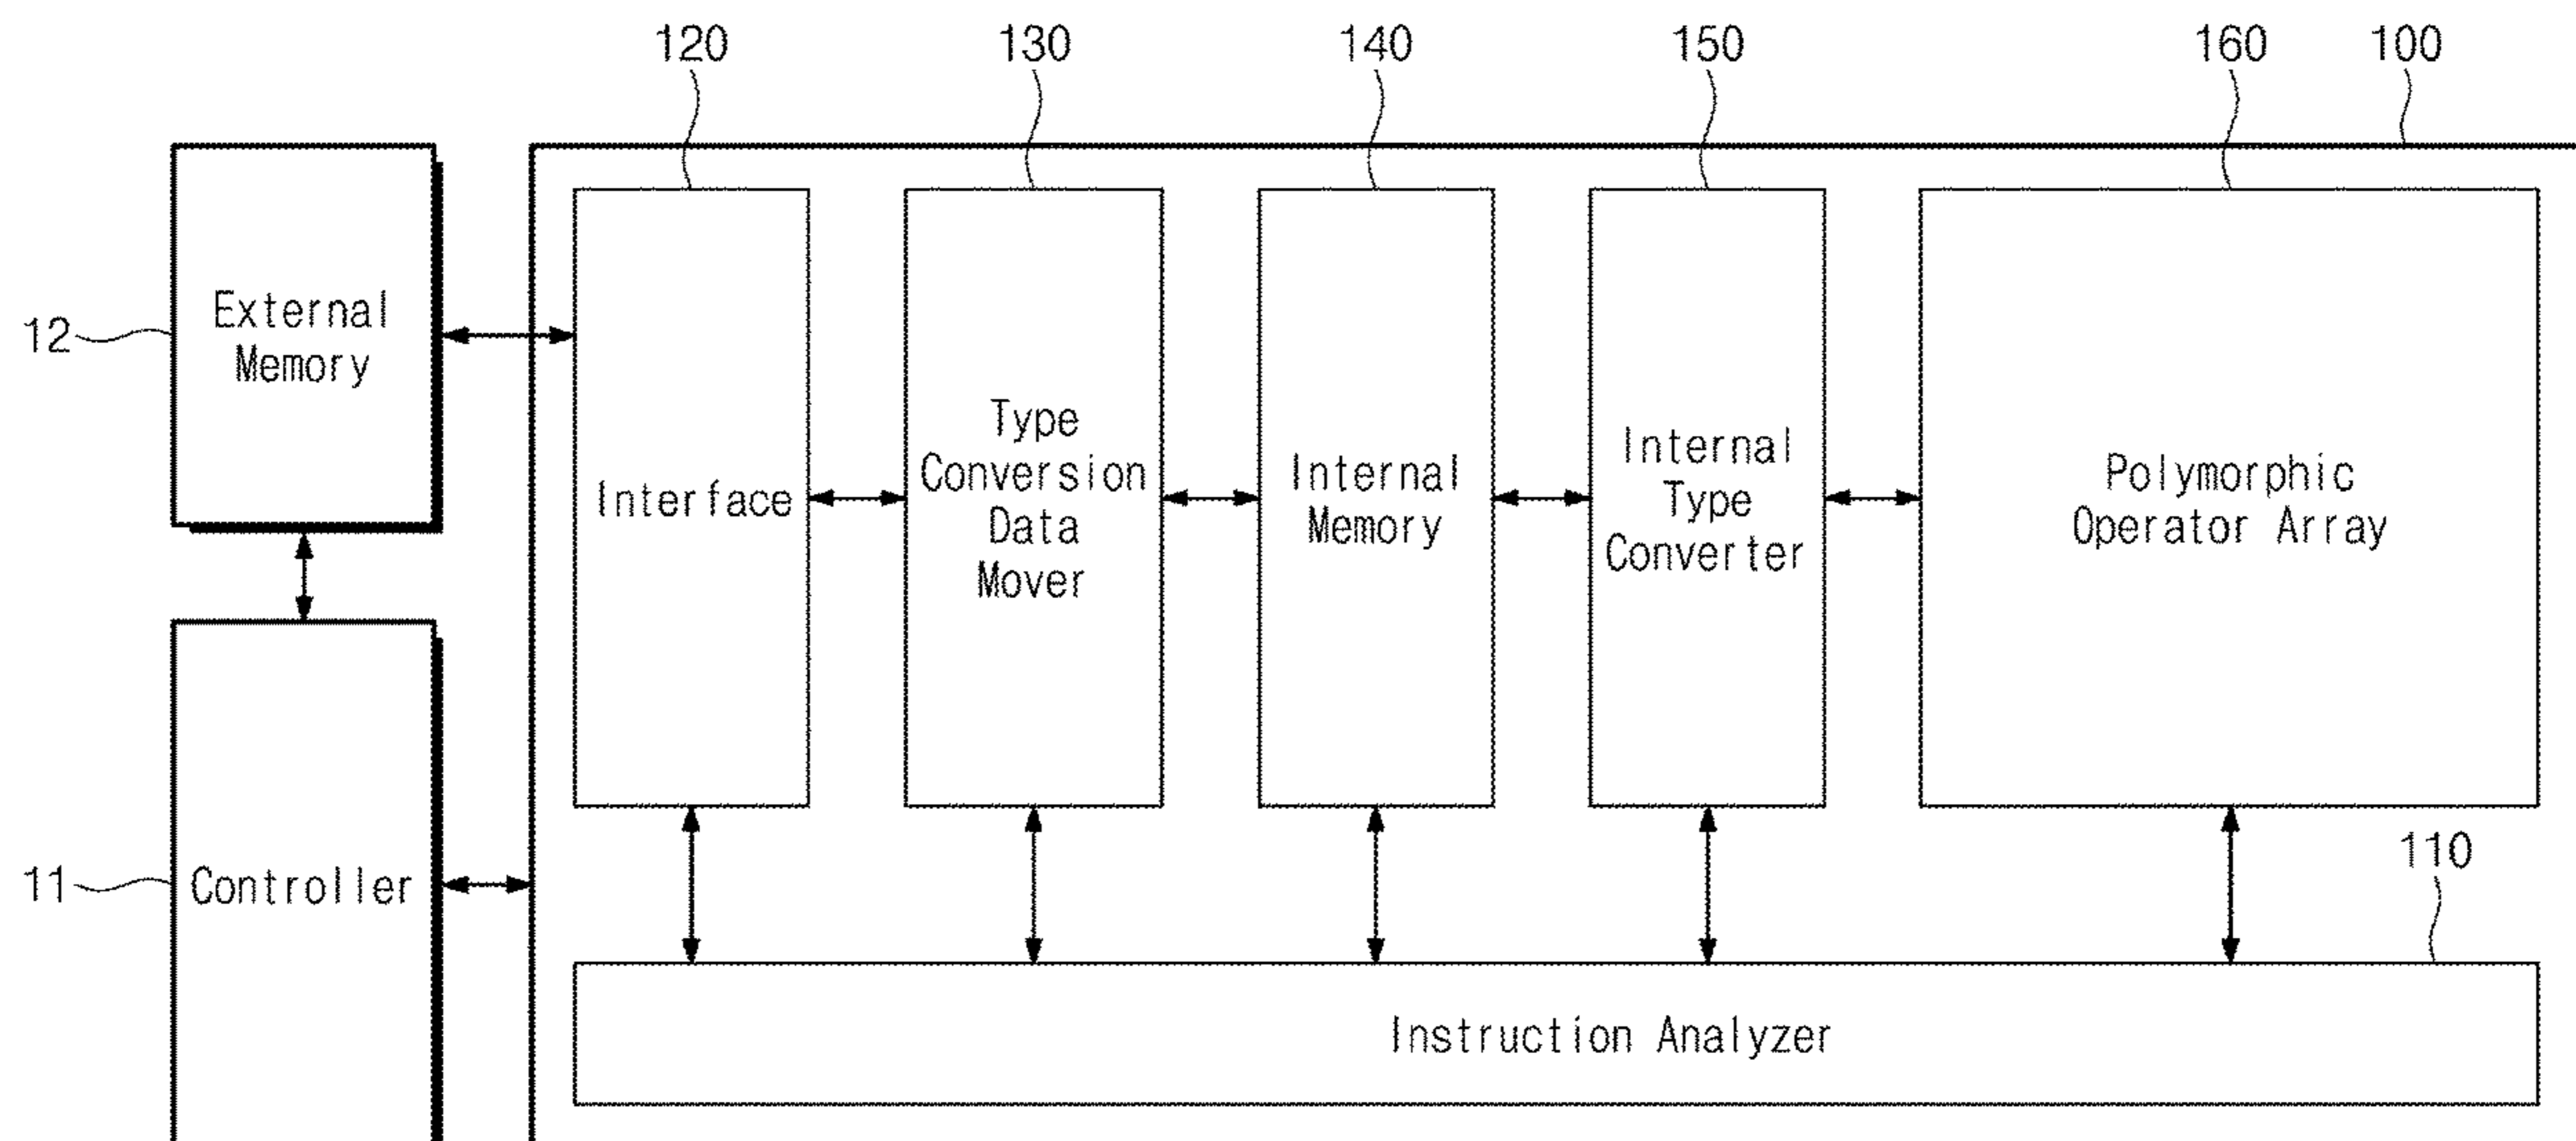 120
130
140
150
160
100
12
External
Memory
Interface
Type
Conversion
Data
Mover
Internal
Memory
Internal
Type
Converter
Polymorphic
Operator Array
11
Controller
110
Instruction Analyzer